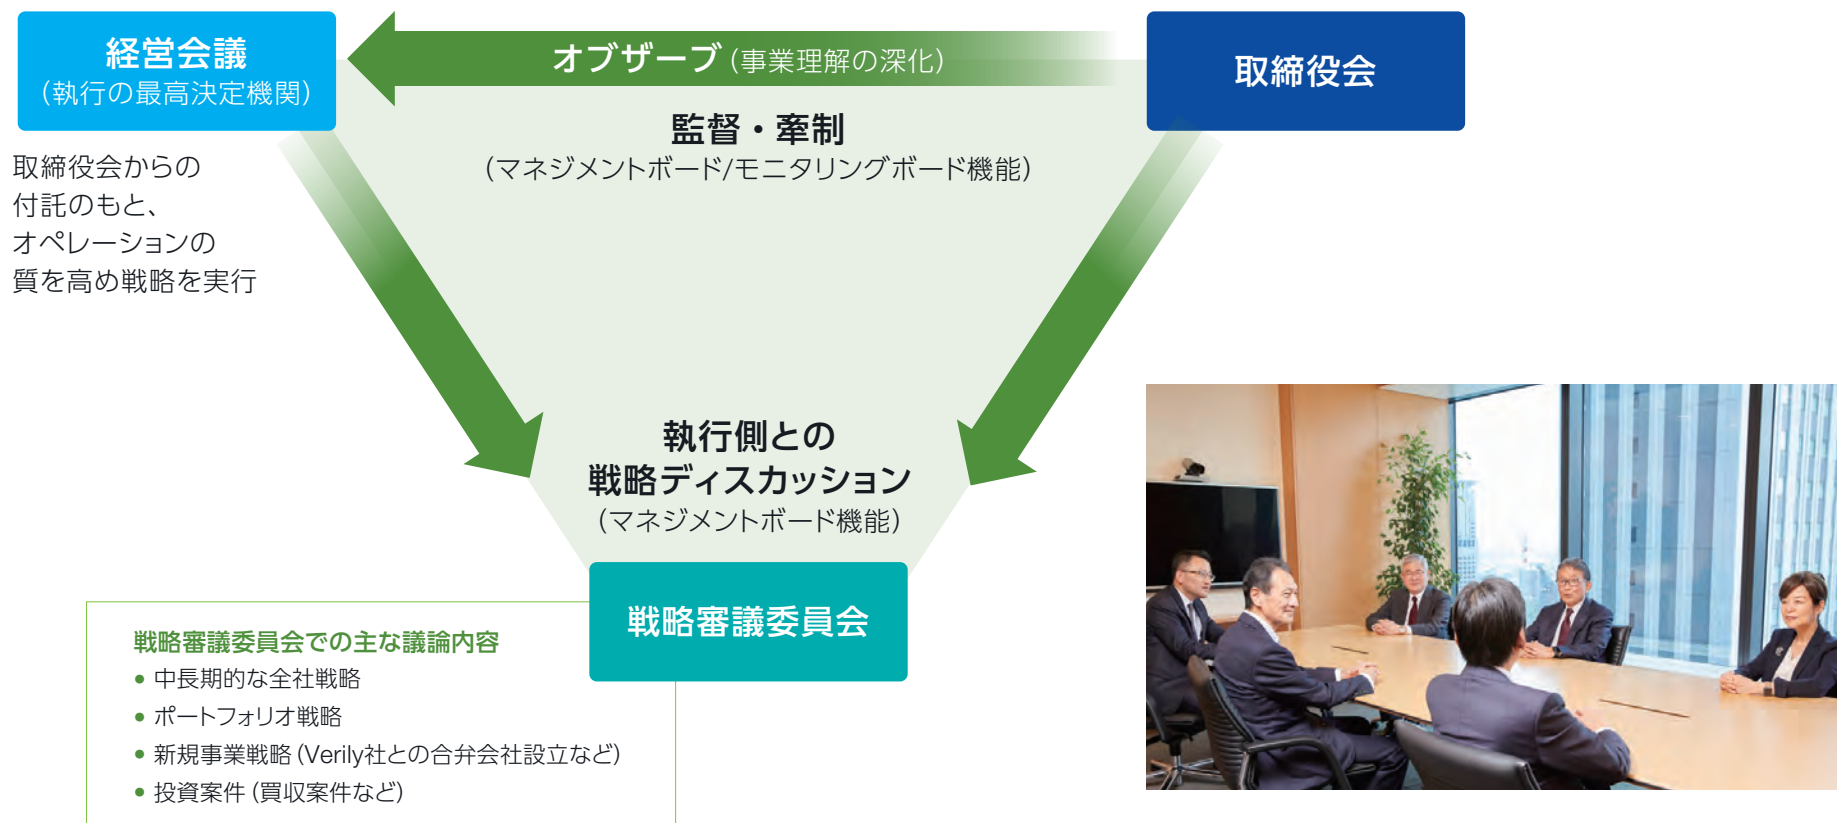 経営会議
(執行の最高決定機関)
オブザーブ(事業理解の深化)
取締役会
監督・牽制
(マネジメントボード/モニタリングボード機能)
取締役会からの
付託のもと、
オペレーションの
質を高め戦略を実行
執行側との
戦略ディスカッション
(マネジメントボード機能)
戦略審議委員会
戦略審議委員会での主な議論内容
• 中長期的な全社戦略
• ポートフォリオ戦略
• 新規事業戦略(Verily社との合弁会社設立など)
• 投資案件(買収案件など)